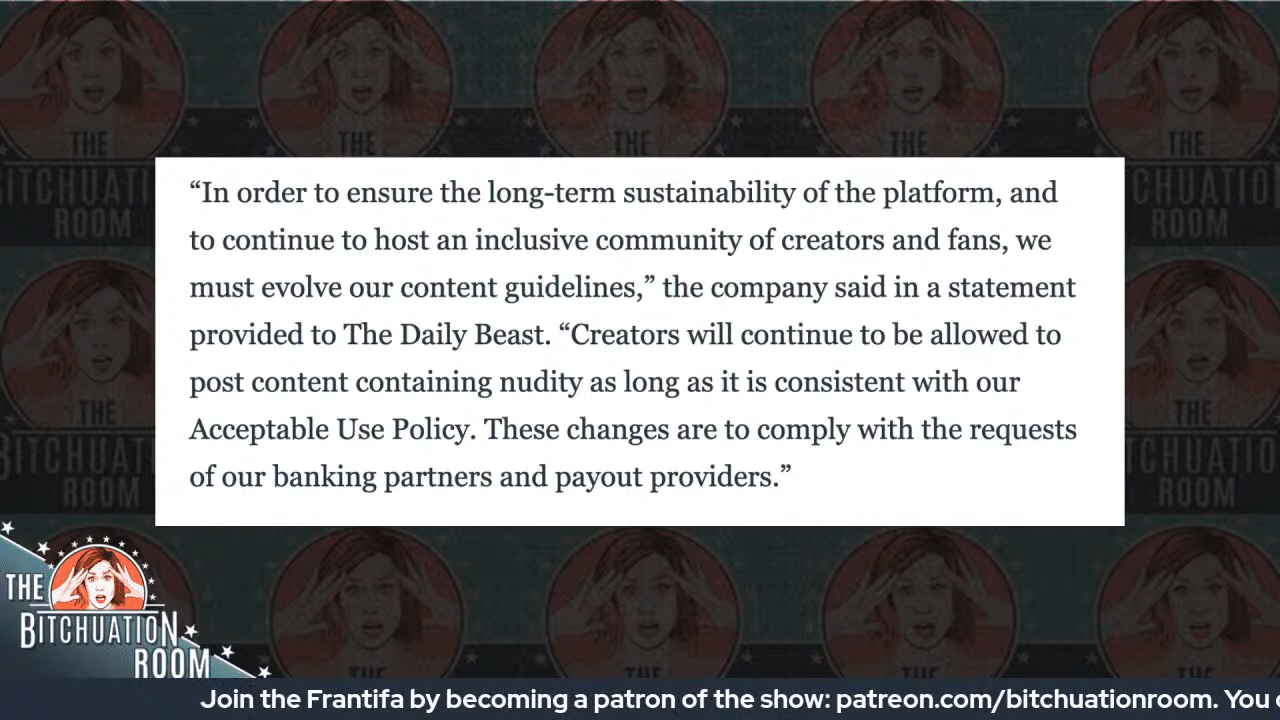 “In order to ensure the long-term sustainability of the platform, and
to continue to host an inclusive community of creators and fans, we
must evolve our content guidelines,” the company said in a statement
provided to The Daily Beast. “Creators will continue to be allowed to
post content containing nudity as long as it is consistent with our
Acceptable Use Policy. These changes are to comply with the requests
of our banking partners and payout providers.”
THE
BITCHUATION
ROOM
Join the Frantifa by becoming a patron of the show: patreon.com/bitchuationroom. You